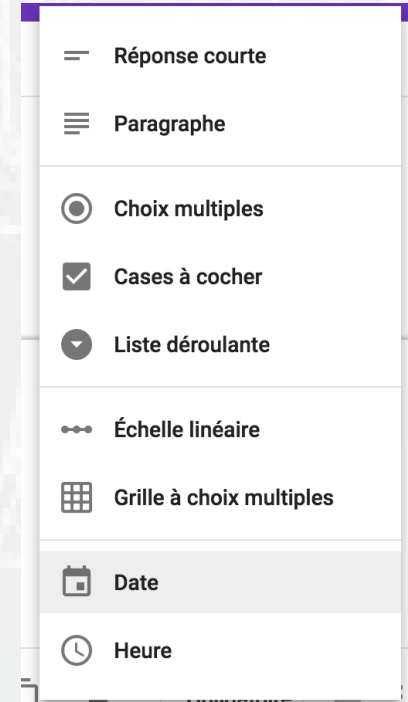 Réponse courte
Paragraphe
Choix multiples
Cases à cocher
Liste déroulante
Échelle linéaire
Grille à choix multiples
Date
Heure